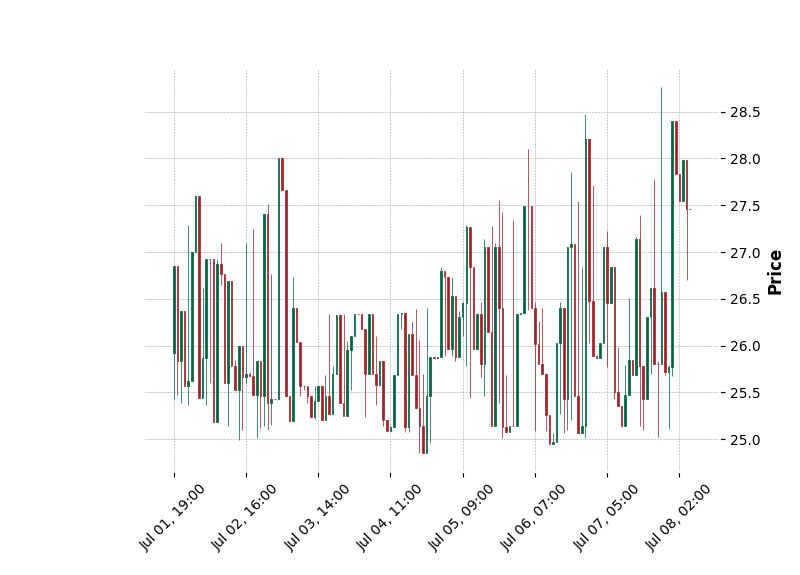 28.5
28.0
27.5
27.0
26.5
26.0
25.5
25.0
Price
Jul 01, 19:00
Jul 02, 16:00
Jul 03, 14:00
Jul 04, 11:00
Jul 05, 09:00
Jul 06, 07:00
Jul 07, 05:00
Jul 08, 02:00